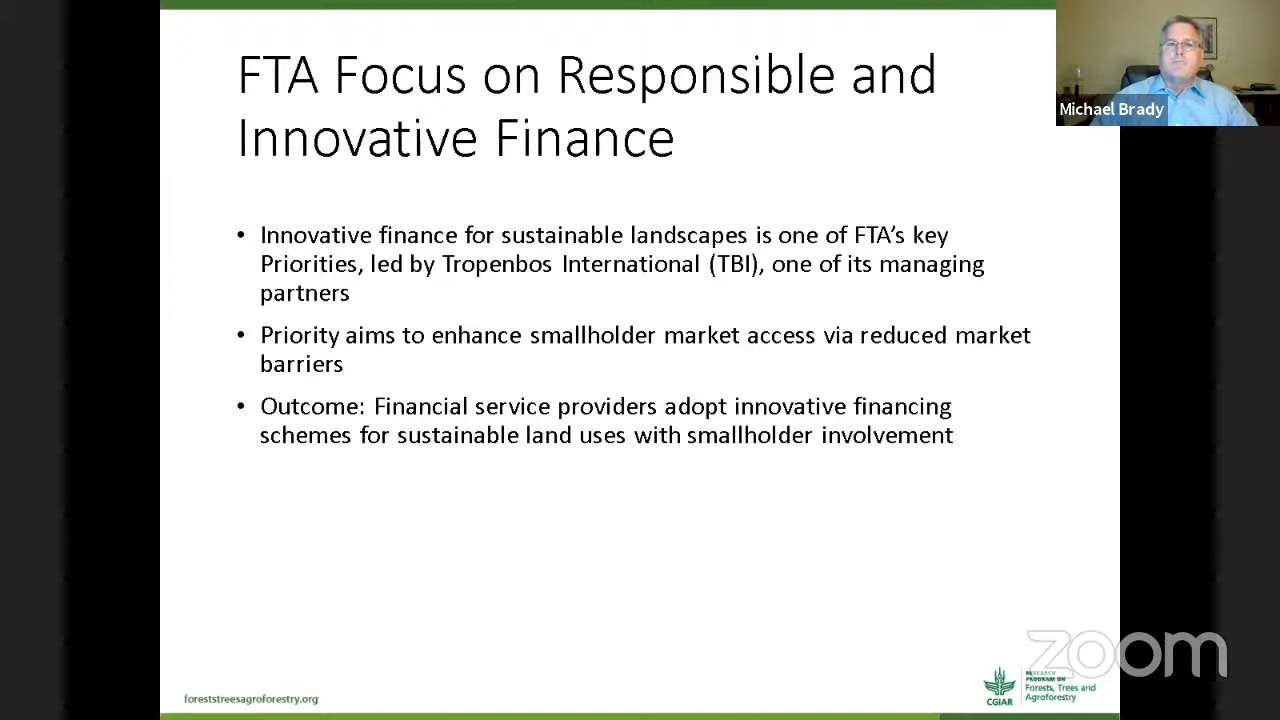 FTA Focus on Responsible and
Innovative Finance
Michael Brady
• Innovative finance for sustainable landscapes is one of FTA's key
Priorities, led by Tropenbos International (TBI), one of its managing
partners
• Priority aims to enhance smallholder market access via reduced market
barriers
• Outcome: Financial service providers adopt innovative financing
schemes for sustainable land uses with smallholder involvement
zoom
foreststreesagroforestry.org
CGIAR
RESEARCH
PROGRAM ON
Forests, Trees and
Agroforestry